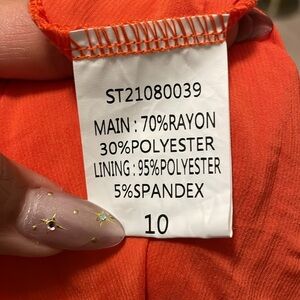 ST21080039
MAIN : 70%RAYON
30%POLYESTER
LINING : 95%POLYESTER
5%SPANDEX
10